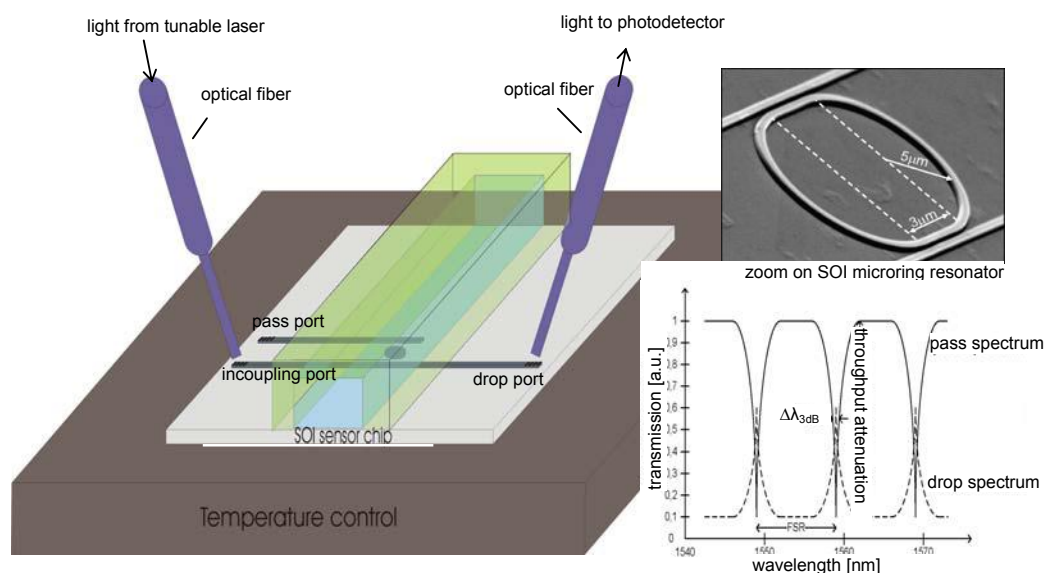 light from tunable laser
light to photodetector
optical fiber
optical fiber
5μm
3μm
zoom on SOI microring resonator
pass port
incoupling port
drop port
SOI sensor chip
Temperature control
transmission [a.u.]
1
0,9
0,8
0,7
0,6
0,5
0,4
0,3
0,2
0,1
0
pass spectrum
throughput attenuation
Δλ3dB
drop spectrum
FSR
1540
1550
1560
1570
wavelength [nm]